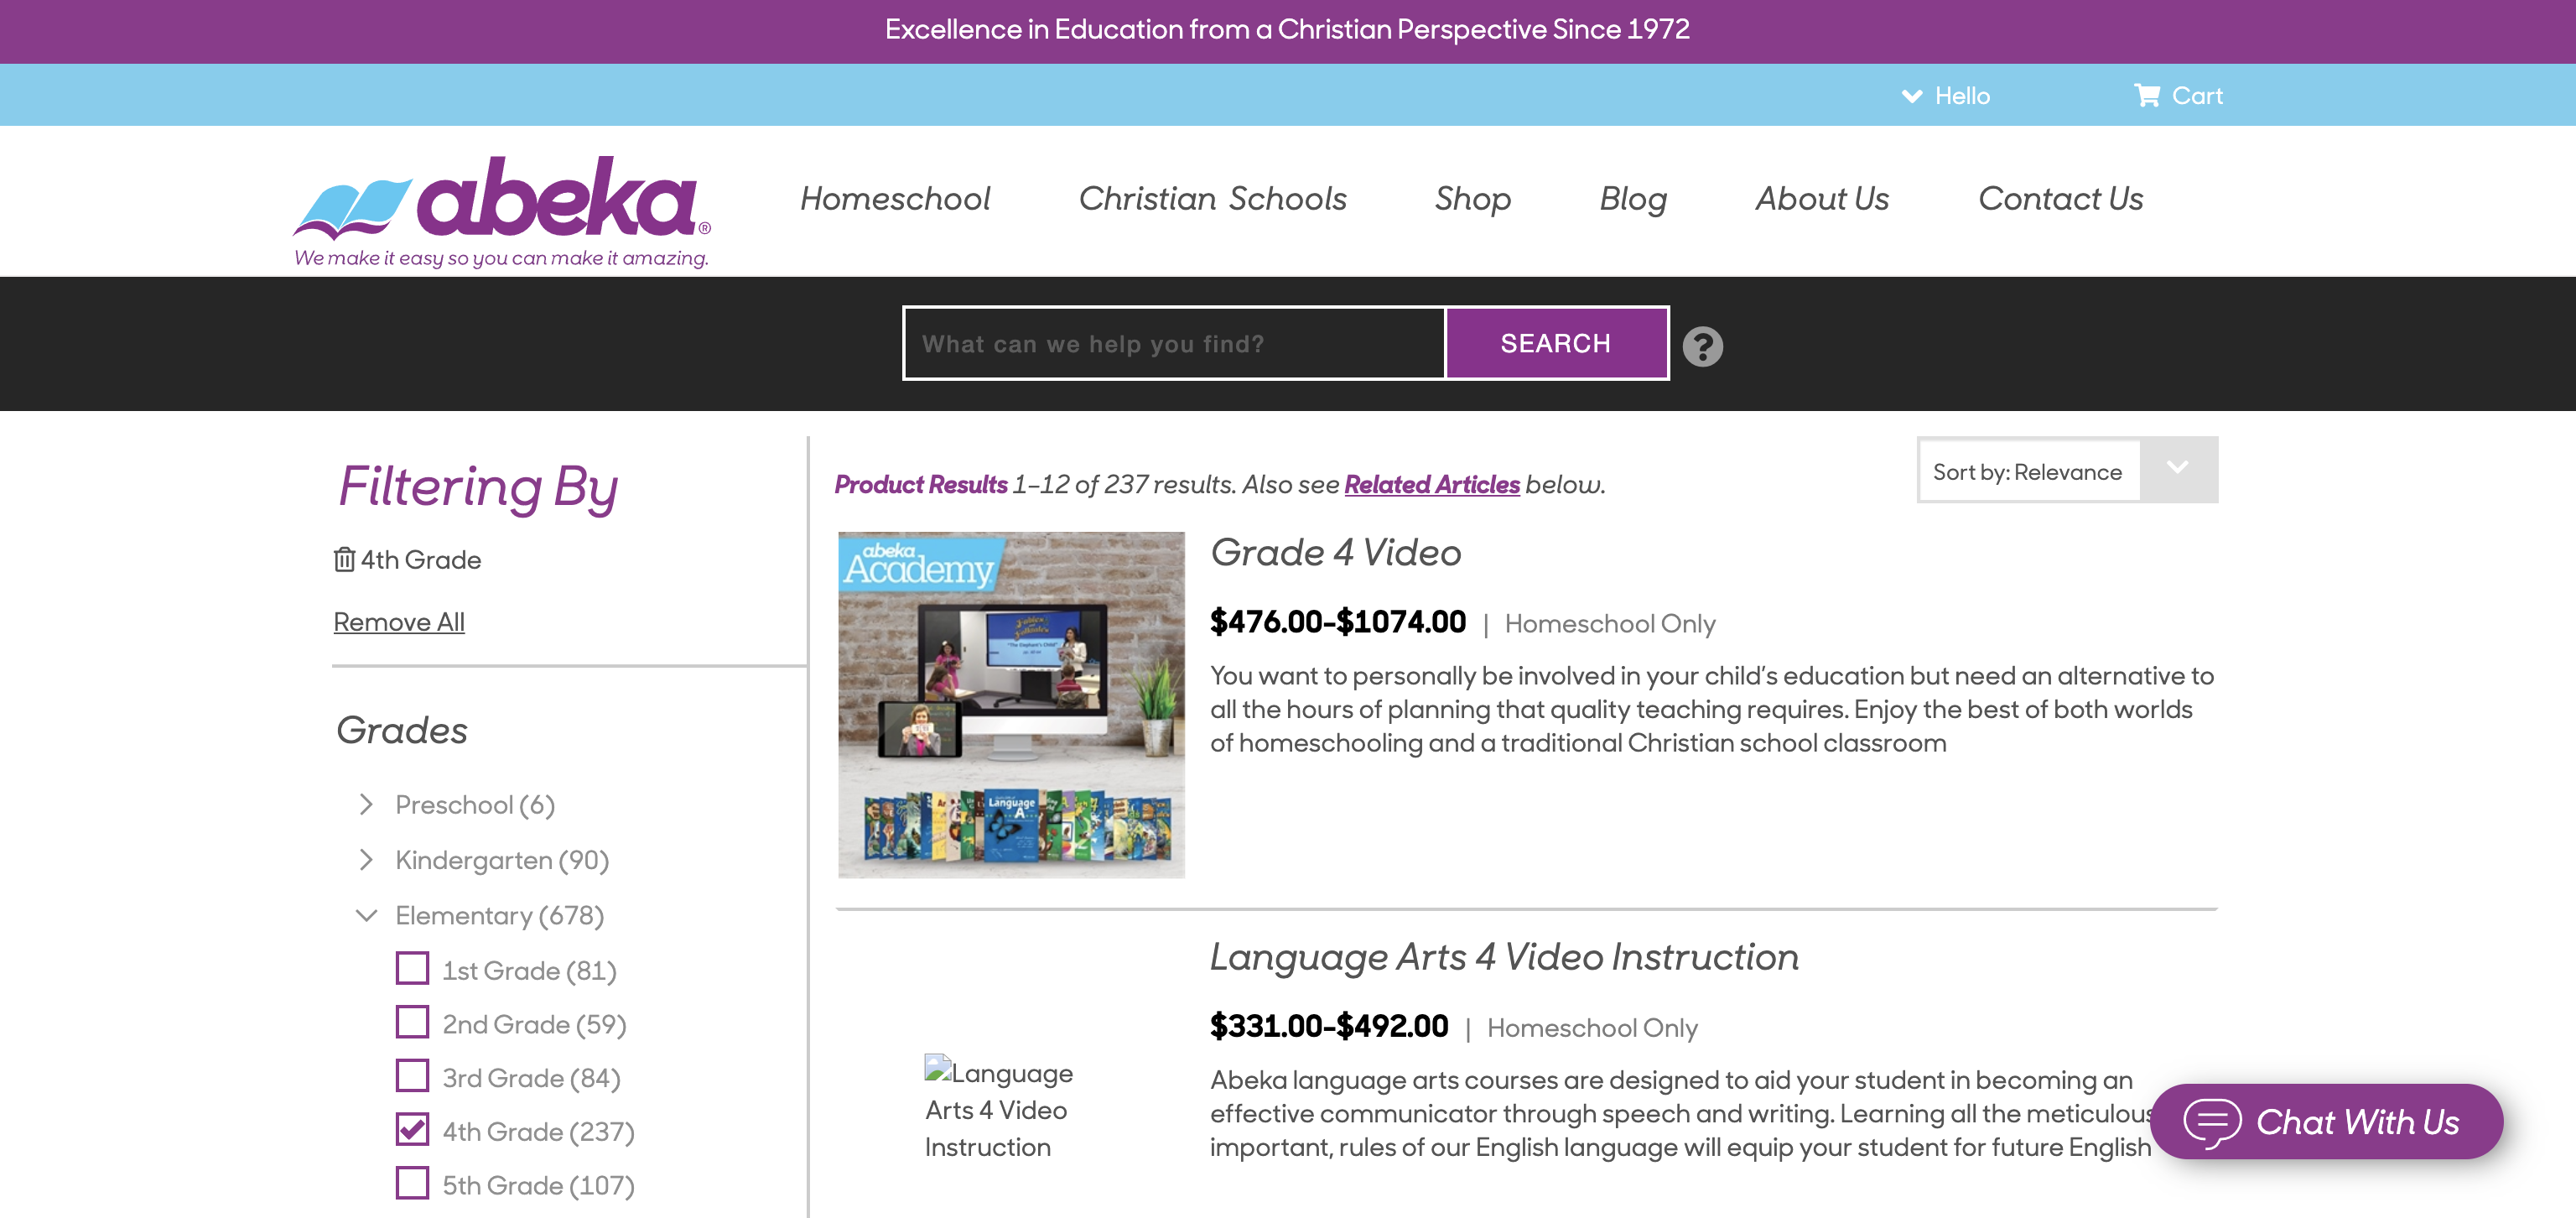 Excellence in Education from a Christian Perspective Since 1972
Hello
Cart
abeka®
We make it easy so you can make it amazing.
Homeschool
Christian Schools
Shop
Blog
About Us
Contact Us
What can we help you find?
SEARCH
?
Filtering By
4th Grade
Remove All
Grades
Preschool (6)
Kindergarten (90)
Elementary (678)
1st Grade (81)
2nd Grade (59)
3rd Grade (84)
4th Grade (237)
5th Grade (107)
Product Results 1–12 of 237 results. Also see Related Articles below.
Sort by: Relevance
abeka
Academy
"The Elephant's Child"
Language
A
Grade 4 Video
$476.00-$1074.00 | Homeschool Only
You want to personally be involved in your child's education but need an alternative to
all the hours of planning that quality teaching requires. Enjoy the best of both worlds
of homeschooling and a traditional Christian school classroom
Language
Arts 4 Video
Instruction
Language Arts 4 Video Instruction
$331.00-$492.00 | Homeschool Only
Abeka language arts courses are designed to aid your student in becoming an
effective communicator through speech and writing. Learning all the meticulous
important, rules of our English language will equip your student for future English
Chat With Us